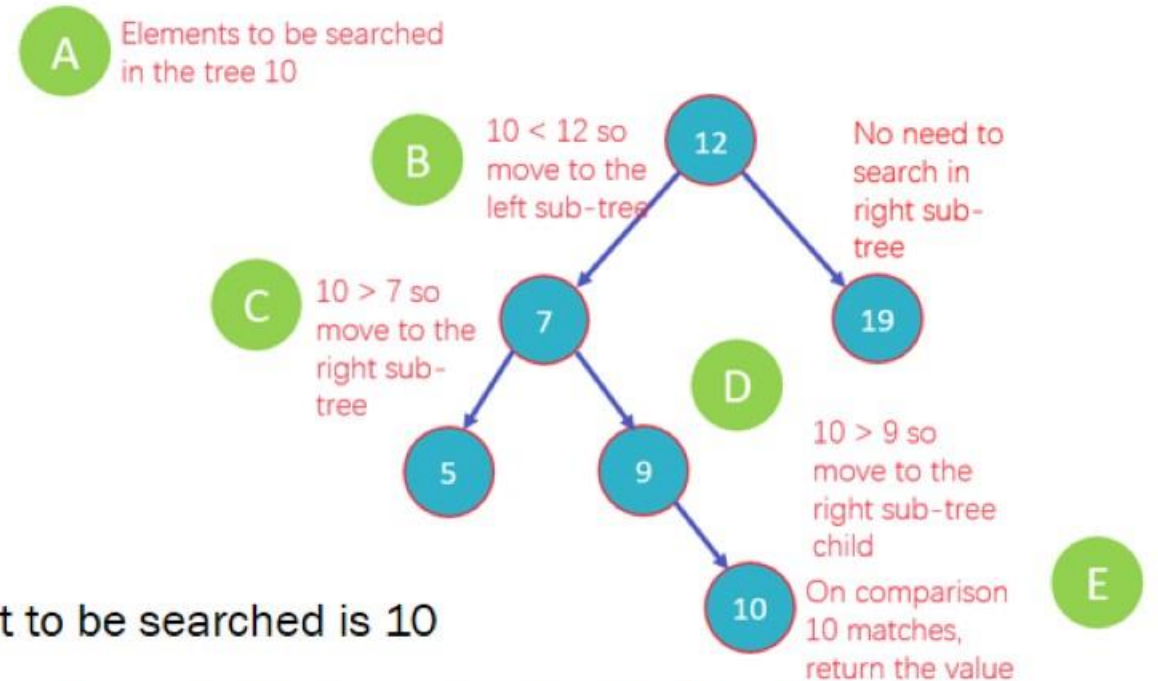 A
Elements to be searched
in the tree 10
B
10 < 12 so
move to the
left sub-tree
12
No need to
search in
right sub-
tree
C
10 > 7 so
move to the
right sub-
tree
7
19
D
10 > 9 so
move to the
right sub-tree
child
5
9
10
On comparison
10 matches,
return the value
E
t to be searched is 10